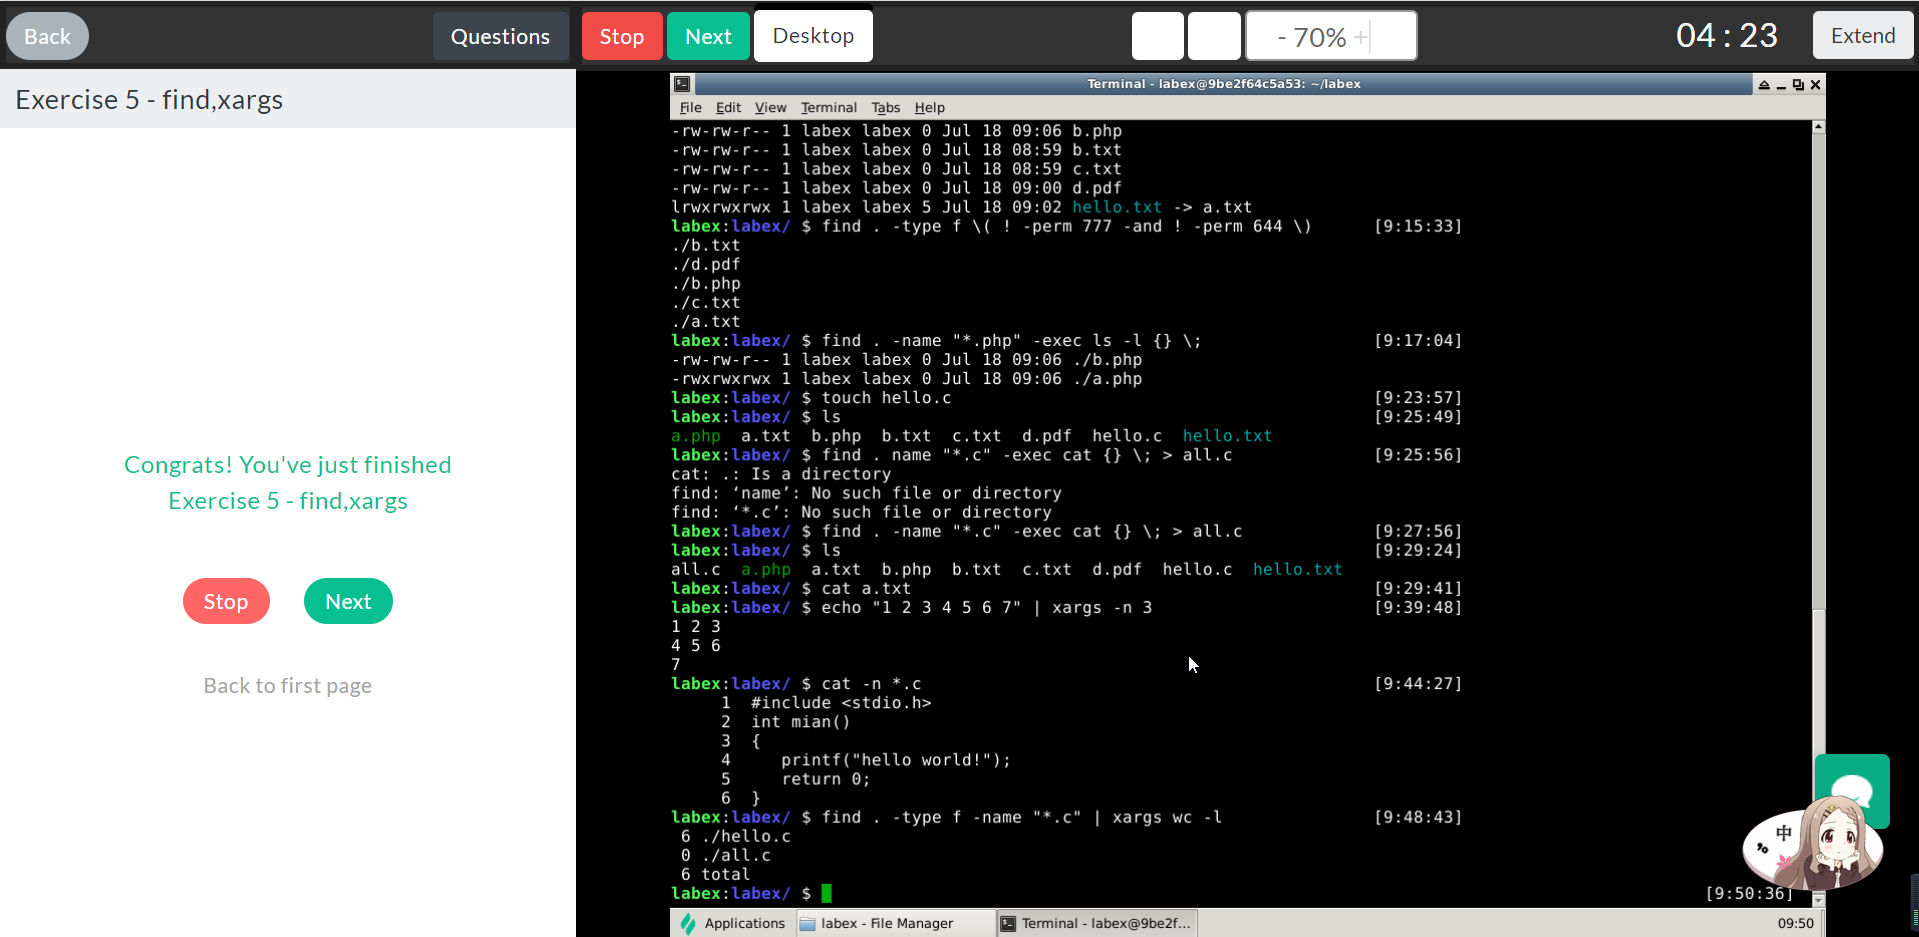 Back
Questions
Stop
Next
Desktop
- 70% +
04 : 23
Extend
Exercise 5 - find,xargs
Congrats! You've just finished
Exercise 5 - find,xargs
Stop
Next
Back to first page
Terminal - labex@9be2f64c5a53: ~/labex
File Edit View Terminal Tabs Help
-rw-rw-r-- 1 labex labex 0 Jul 18 09:06 b.php
-rw-rw-r-- 1 labex labex 0 Jul 18 08:59 b.txt
-rw-rw-r-- 1 labex labex 0 Jul 18 08:59 c.txt
-rw-rw-r-- 1 labex labex 0 Jul 18 09:00 d.pdf
lrwxrwxrwx 1 labex labex 5 Jul 18 09:02 hello.txt -> a.txt
labex:labex/ $ find . -type f \( ! -perm 777 -and ! -perm 644 \) [9:15:33]
./b.txt
./d.pdf
./b.php
./c.txt
./a.txt
labex:labex/ $ find . -name "*.php" -exec ls -l {} \; [9:17:04]
-rw-rw-r-- 1 labex labex 0 Jul 18 09:06 ./b.php
-rwxrwxrwx 1 labex labex 0 Jul 18 09:06 ./a.php
labex:labex/ $ touch hello.c [9:23:57]
labex:labex/ $ ls [9:25:49]
a.php a.txt b.php b.txt c.txt d.pdf hello.c hello.txt
labex:labex/ $ find . name "*.c" -exec cat {} \; > all.c [9:25:56]
cat: .: Is a directory
find: ‘name’: No such file or directory
find: ‘*.c’: No such file or directory
labex:labex/ $ find . -name "*.c" -exec cat {} \; > all.c [9:27:56]
labex:labex/ $ ls [9:29:24]
all.c a.php a.txt b.php b.txt c.txt d.pdf hello.c hello.txt
labex:labex/ $ cat a.txt [9:29:41]
labex:labex/ $ echo "1 2 3 4 5 6 7" | xargs -n 3 [9:39:48]
1 2 3
4 5 6
7
labex:labex/ $ cat -n *.c [9:44:27]
1 #include <stdio.h>
2 int mian()
3 {
4 printf("hello world!");
5 return 0;
6 }
labex:labex/ $ find . -type f -name "*.c" | xargs wc -l [9:48:43]
6 ./hello.c
0 ./all.c
6 total
labex:labex/ $ [9:50:36]
中
Applications
labex - File Manager
Terminal - labex@9be2f...
09:50